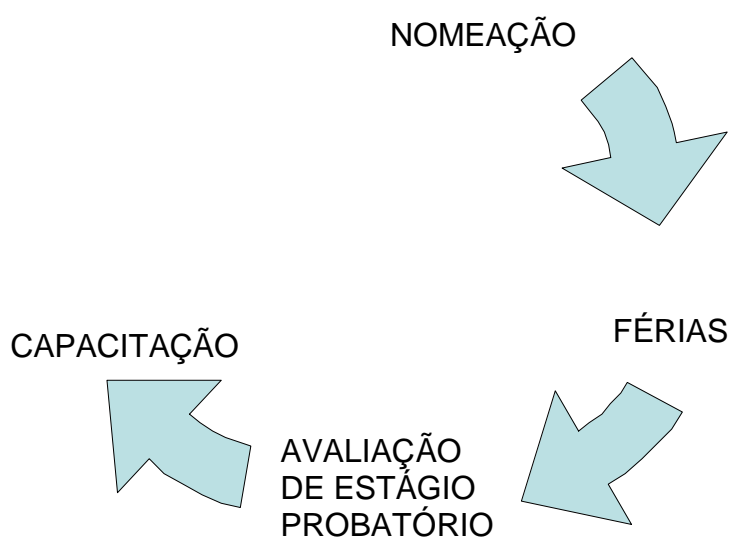 NOMEAÇÃO
FÉRIAS
AVALIAÇÃO
DE ESTÁGIO
PROBATÓRIO
CAPACITAÇÃO